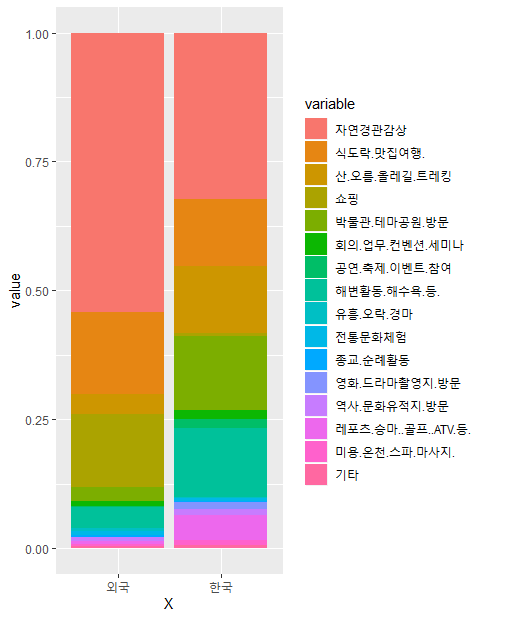 1.00
0.75
0.50
0.25
0.00
value
외국
한국
X
variable
자연경관감상
식도락.맛집여행.
산.오름.올레길.트레킹
쇼핑
박물관.테마공원.방문
회의.업무.컨벤션.세미나
공연.축제.이벤트.참여
해변활동.해수욕.등.
유흥.오락.경마
전통문화체험
종교.순례활동
영화.드라마촬영지.방문
역사.문화유적지.방문
레포츠.승마..골프..ATV.등.
미용.온천.스파.마사지.
기타